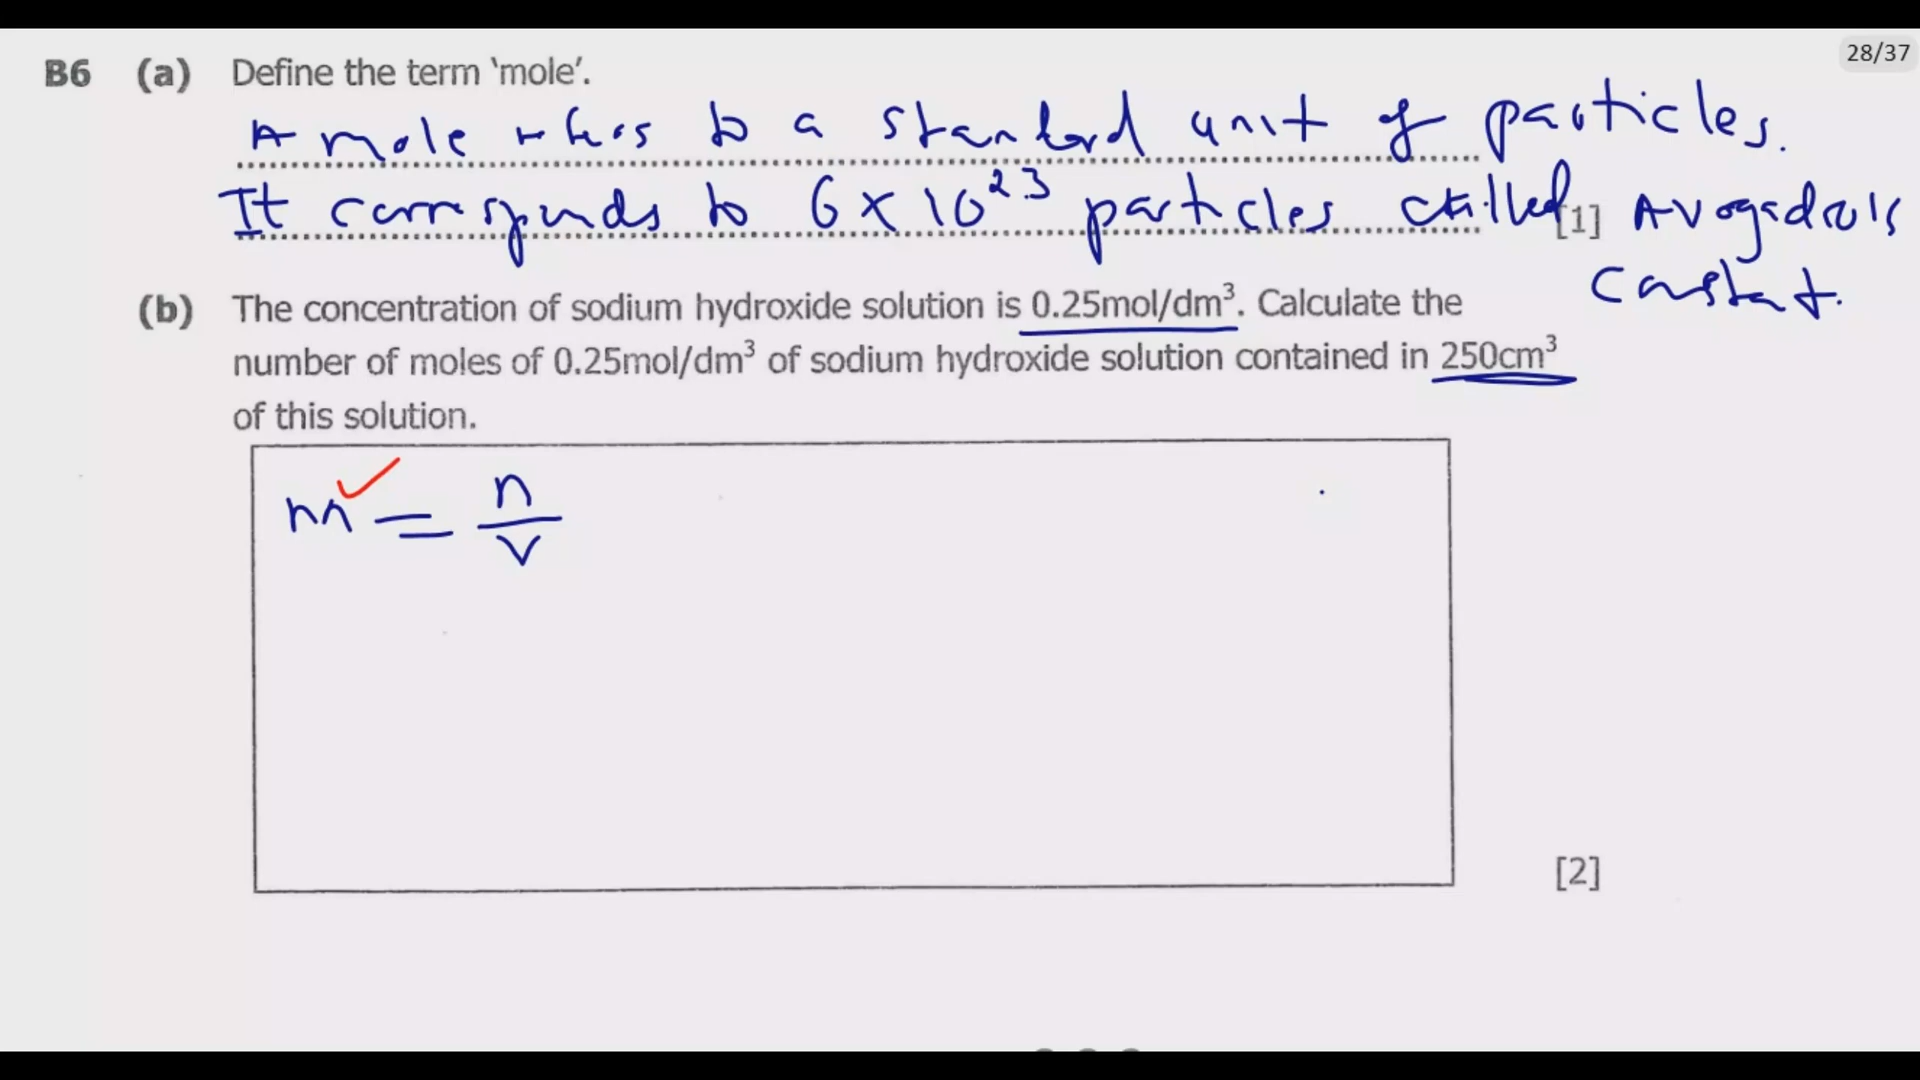 28/37
B6 (a) Define the term ‘mole’.
A mole refers to a standard unit of particles.
It corresponds to 6 x 10²³ particles called Avogadro's
[1]
constant.
(b) The concentration of sodium hydroxide solution is 0.25mol/dm³. Calculate the
number of moles of 0.25mol/dm³ of sodium hydroxide solution contained in 250cm³
of this solution.
m = n/v
[2]